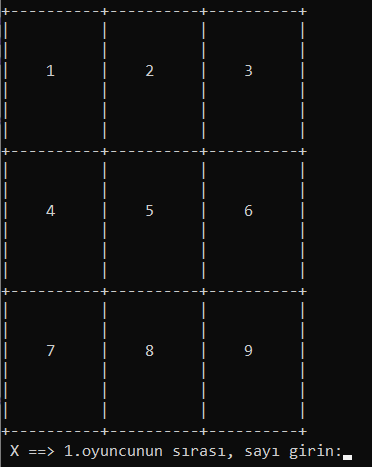 1 2 3
4 5 6
7 8 9
X ==> 1.oyuncunun sırası, sayı girin: